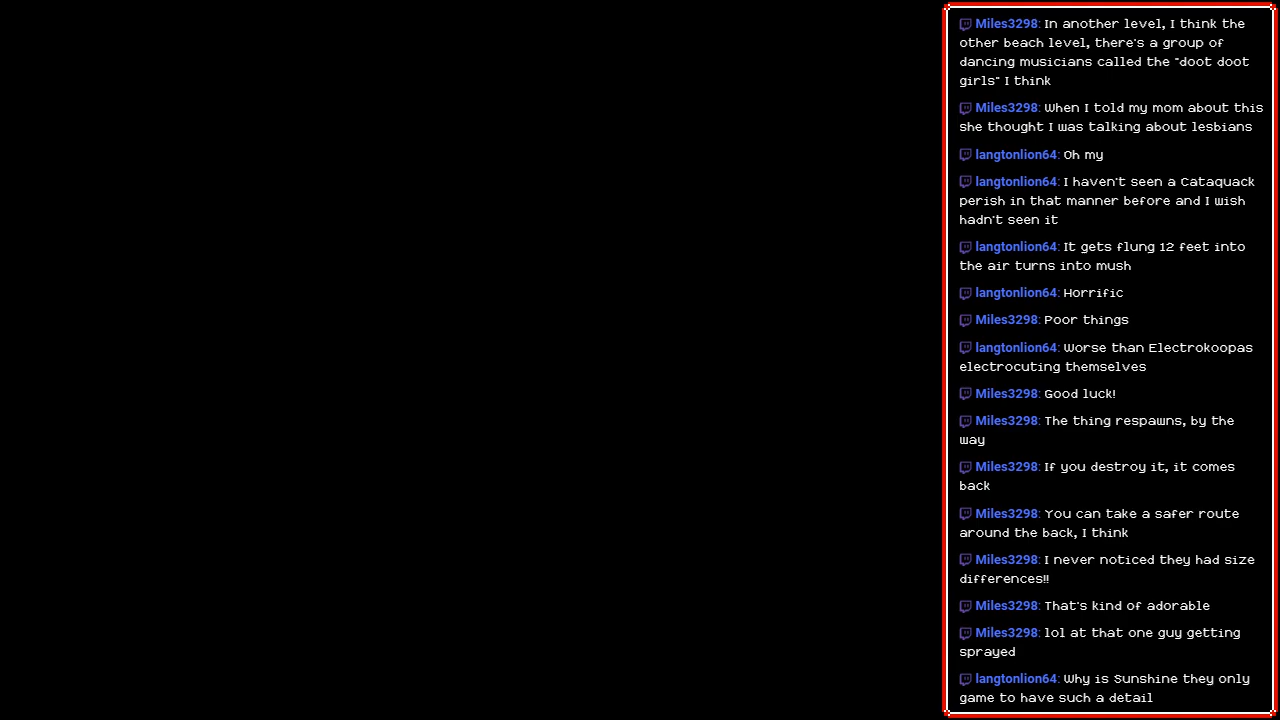 Miles3298: In another level, I think the
other beach level, there's a group of
dancing musicians called the "doot doot
girls" I think
Miles3298: When I told my mom about this
she thought I was talking about lesbians
langtonlion64: Oh my
langtonlion64: I haven't seen a Cataquack
perish in that manner before and I wish
hadn't seen it
langtonlion64: It gets flung 12 feet into
the air turns into mush
langtonlion64: Horrific
Miles3298: Poor things
langtonlion64: Worse than Electrokoopas
electrocuting themselves
Miles3298: Good luck!
Miles3298: The thing respawns, by the
way
Miles3298: If you destroy it, it comes
back
Miles3298: You can take a safer route
around the back, I think
Miles3298: I never noticed they had size
differences!!
Miles3298: That's kind of adorable
Miles3298: lol at that one guy getting
sprayed
langtonlion64: Why is Sunshine they only
game to have such a detail